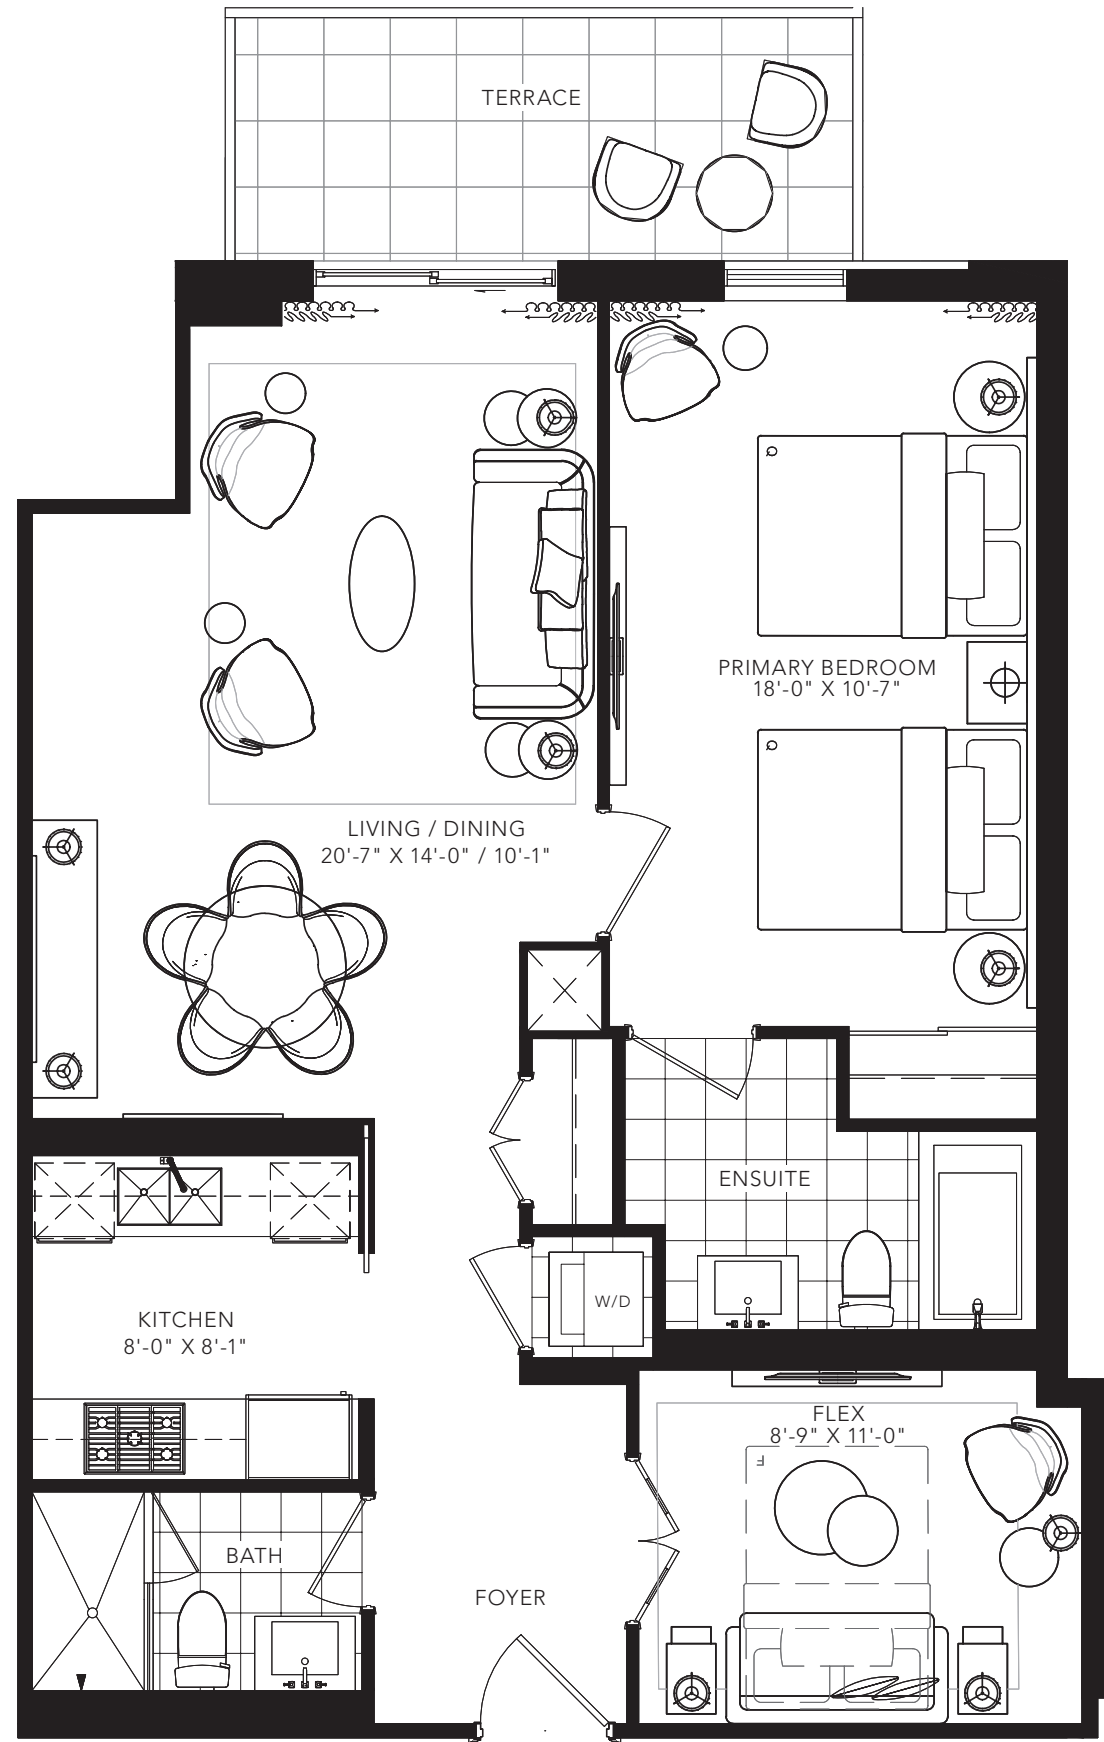 TERRACE
PRIMARY BEDROOM
18'-0" X 10'-7"
LIVING / DINING
20'-7" X 14'-0" / 10'-1"
ENSUITE
W/D
KITCHEN
8'-0" X 8'-1"
FLEX
8'-9" X 11'-0"
F
BATH
FOYER